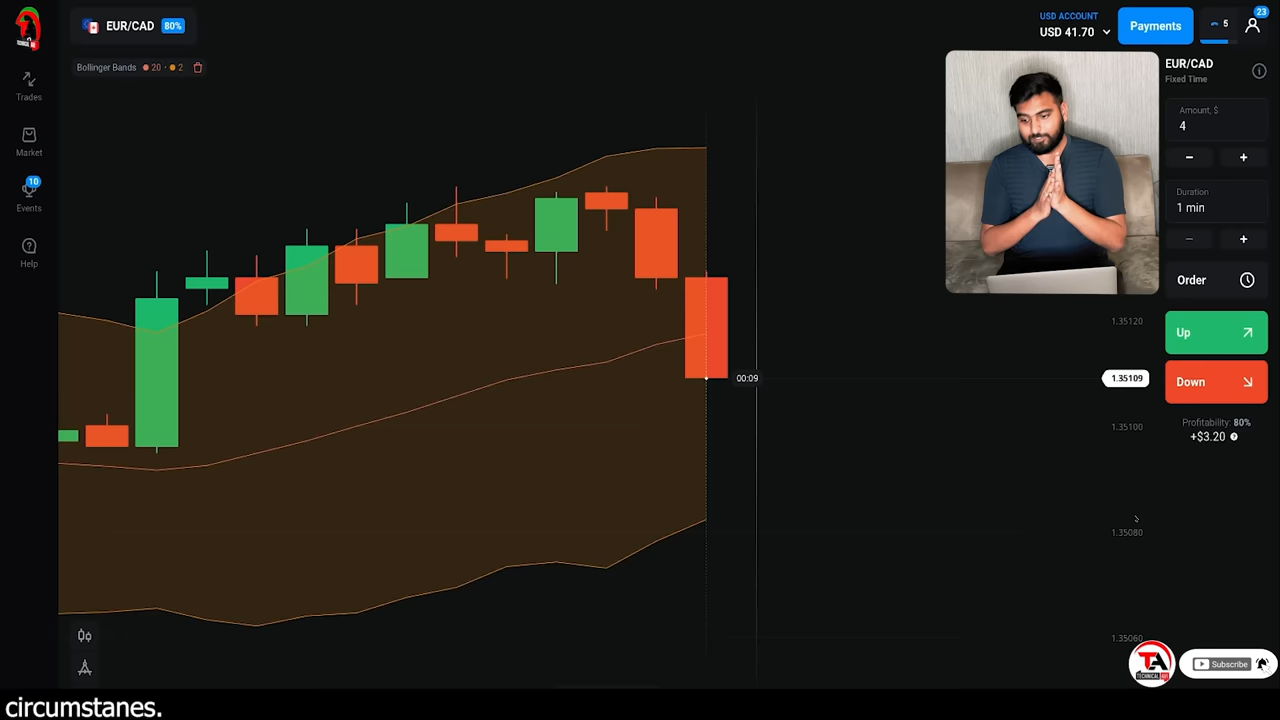 EUR/CAD 80%
Bollinger Bands 20 · 2
USD ACCOUNT
USD 41.70
Payments
5
23
Trades
Market
10
Events
Help
EUR/CAD
Fixed Time
Amount, $
4
- +
Duration
1 min
- +
Order
Up
Down
Profitability: 80%
+$3.20
00:09
1.35120
1.35109
1.35100
1.35080
1.35060
TA
Subscribe
circumstanes.